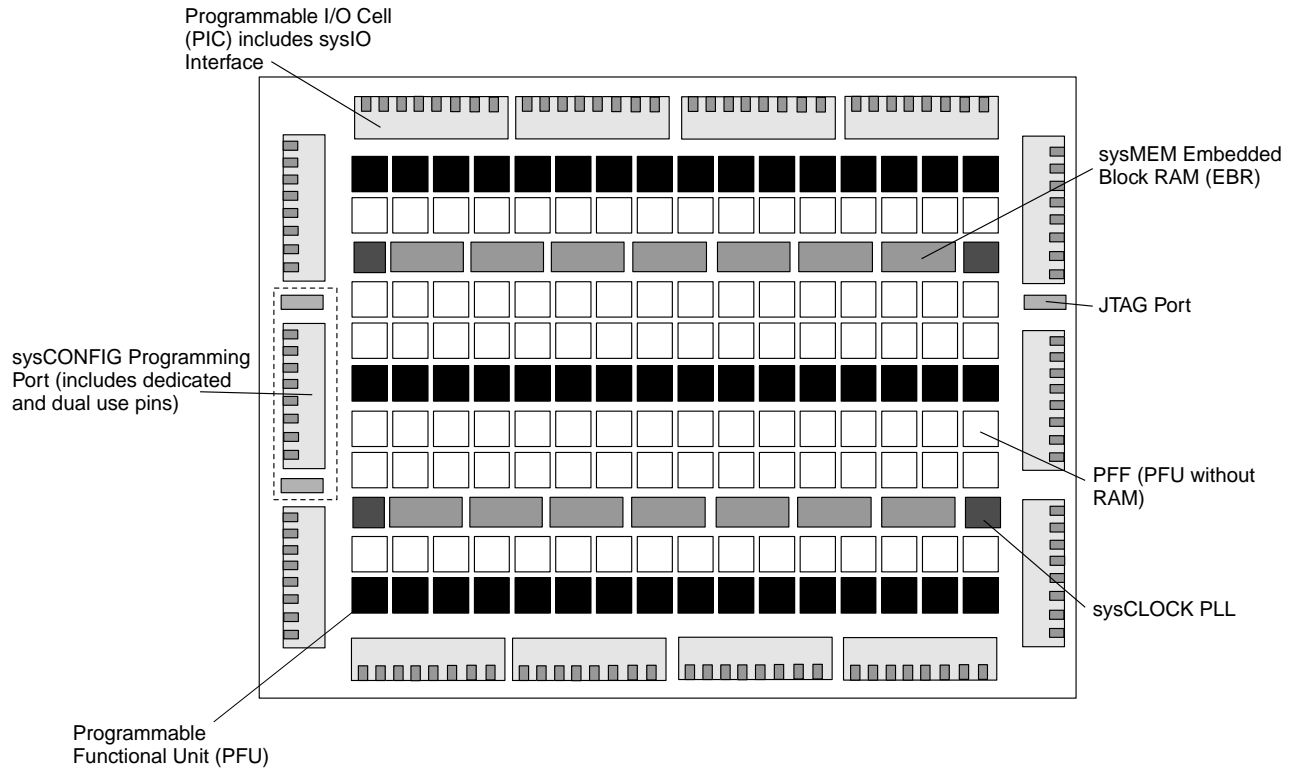 Programmable I/O Cell
(PIC) includes sysIO
Interface
sysMEM Embedded
Block RAM (EBR)
JTAG Port
sysCONFIG Programming
Port (includes dedicated
and dual use pins)
PFF (PFU without
RAM)
sysCLOCK PLL
Programmable
Functional Unit (PFU)